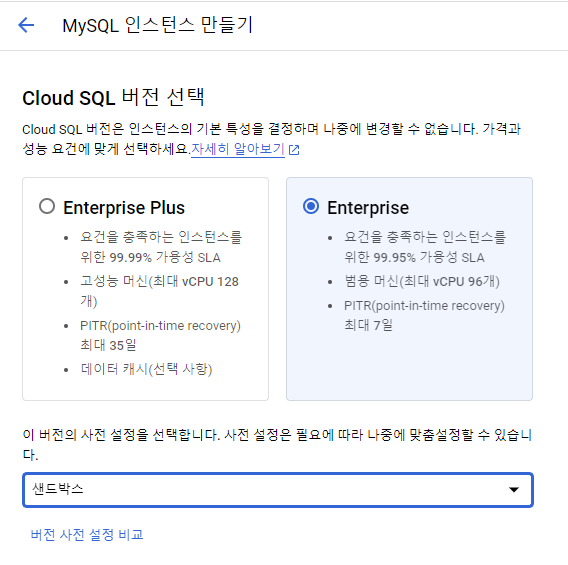 MySQL 인스턴스 만들기
Cloud SQL 버전 선택
Cloud SQL 버전은 인스턴스의 기본 특성을 결정하며 나중에 변경할 수 없습니다. 가격과
성능 요건에 맞게 선택하세요.자세히 알아보기
Enterprise Plus
요건을 충족하는 인스턴스를
위한 99.99% 가용성 SLA
고성능 머신(최대 vCPU 128
개)
PITR(point-in-time recovery)
최대 35일
데이터 캐시(선택 사항)
Enterprise
요건을 충족하는 인스턴스를
위한 99.95% 가용성 SLA
범용 머신(최대 vCPU 96개)
PITR(point-in-time recovery)
최대 7일
이 버전의 사전 설정을 선택합니다. 사전 설정은 필요에 따라 나중에 맞춤설정할 수 있습니
다.
샌드박스
버전 사전 설정 비교